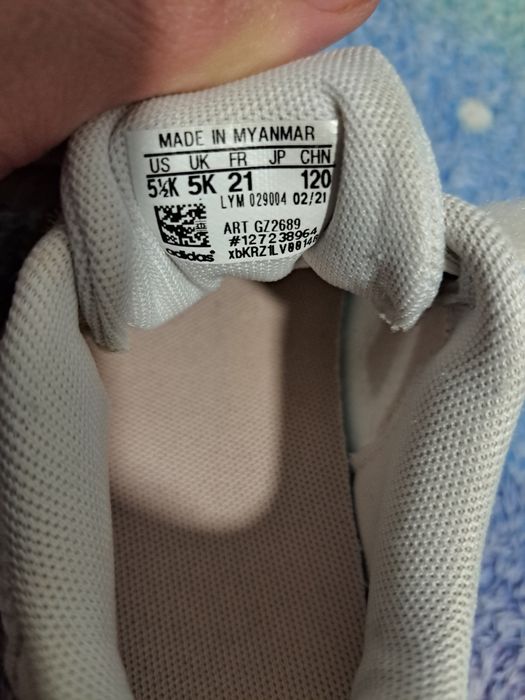 MADE IN MYANMAR
US UK FR JP CHN
5½K 5K 21 120
LYM 029004 02/21
ART GZ2689
#127238964
adidas